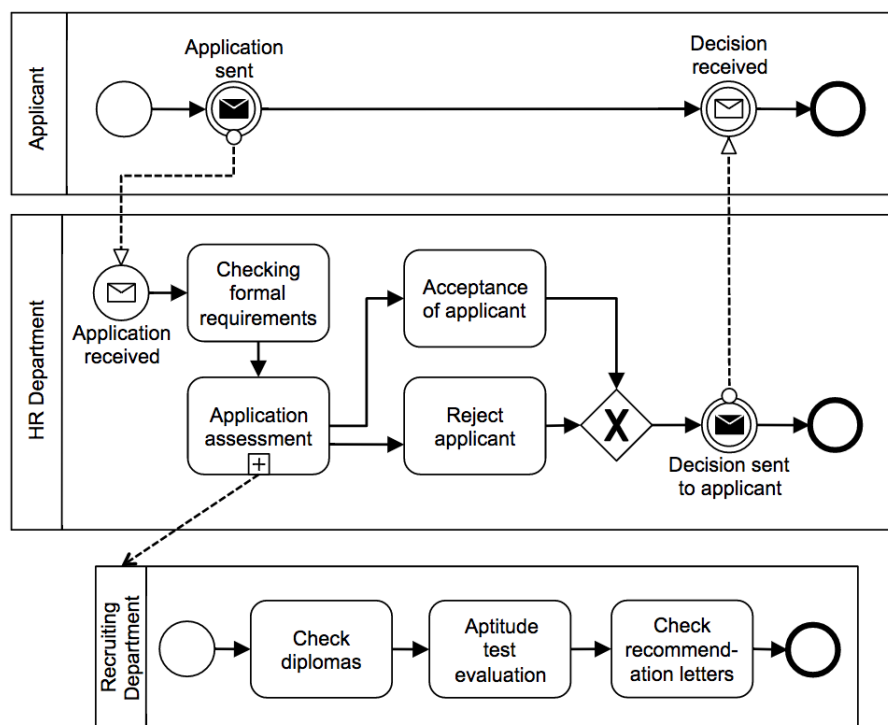 Applicant
Application
sent
Decision
received
HR Department
Application
received
Checking
formal
requirements
Application
assessment
Acceptance
of applicant
Reject
applicant
X
Decision sent
to applicant
Recruiting
Department
Check
diplomas
Aptitude
test
evaluation
Check
recommend-
ation letters